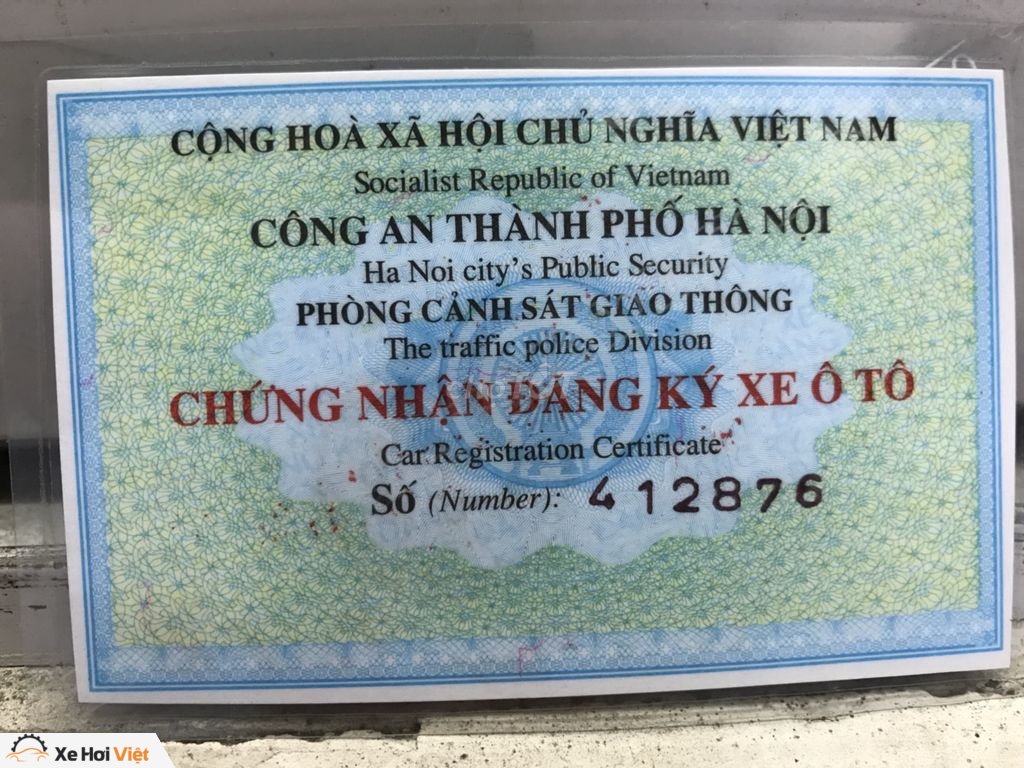 CỘNG HOÀ XÃ HỘI CHỦ NGHĨA VIỆT NAM
Socialist Republic of Vietnam
CÔNG AN THÀNH PHỐ HÀ NỘI
Ha Noi city's Public Security
PHÒNG CẢNH SÁT GIAO THÔNG
The traffic police Division
CHỨNG NHẬN ĐĂNG KÝ XE Ô TÔ
Car Registration Certificate
Số (Number): 412876
Xe Hơi Việt